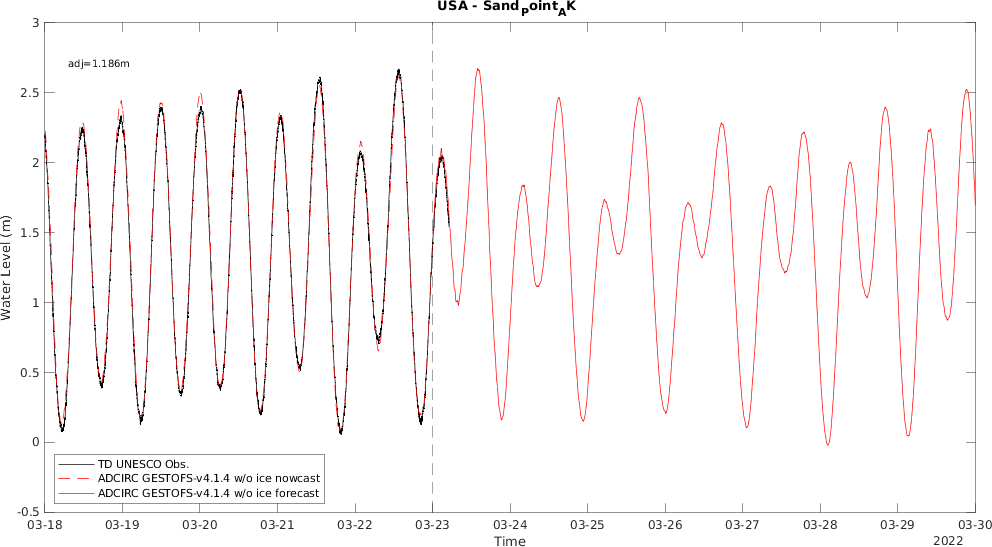 USA - Sand_Point_AK
adj=1.186m
3
2.5
2
1.5
1
0.5
0
-0.5
Water Level (m)
TD UNESCO Obs.
ADCIRC GESTOFS-v4.1.4 w/o ice nowcast
ADCIRC GESTOFS-v4.1.4 w/o ice forecast
03-18 03-19 03-20 03-21 03-22 03-23 03-24 03-25 03-26 03-27 03-28 03-29 03-30
Time
2022